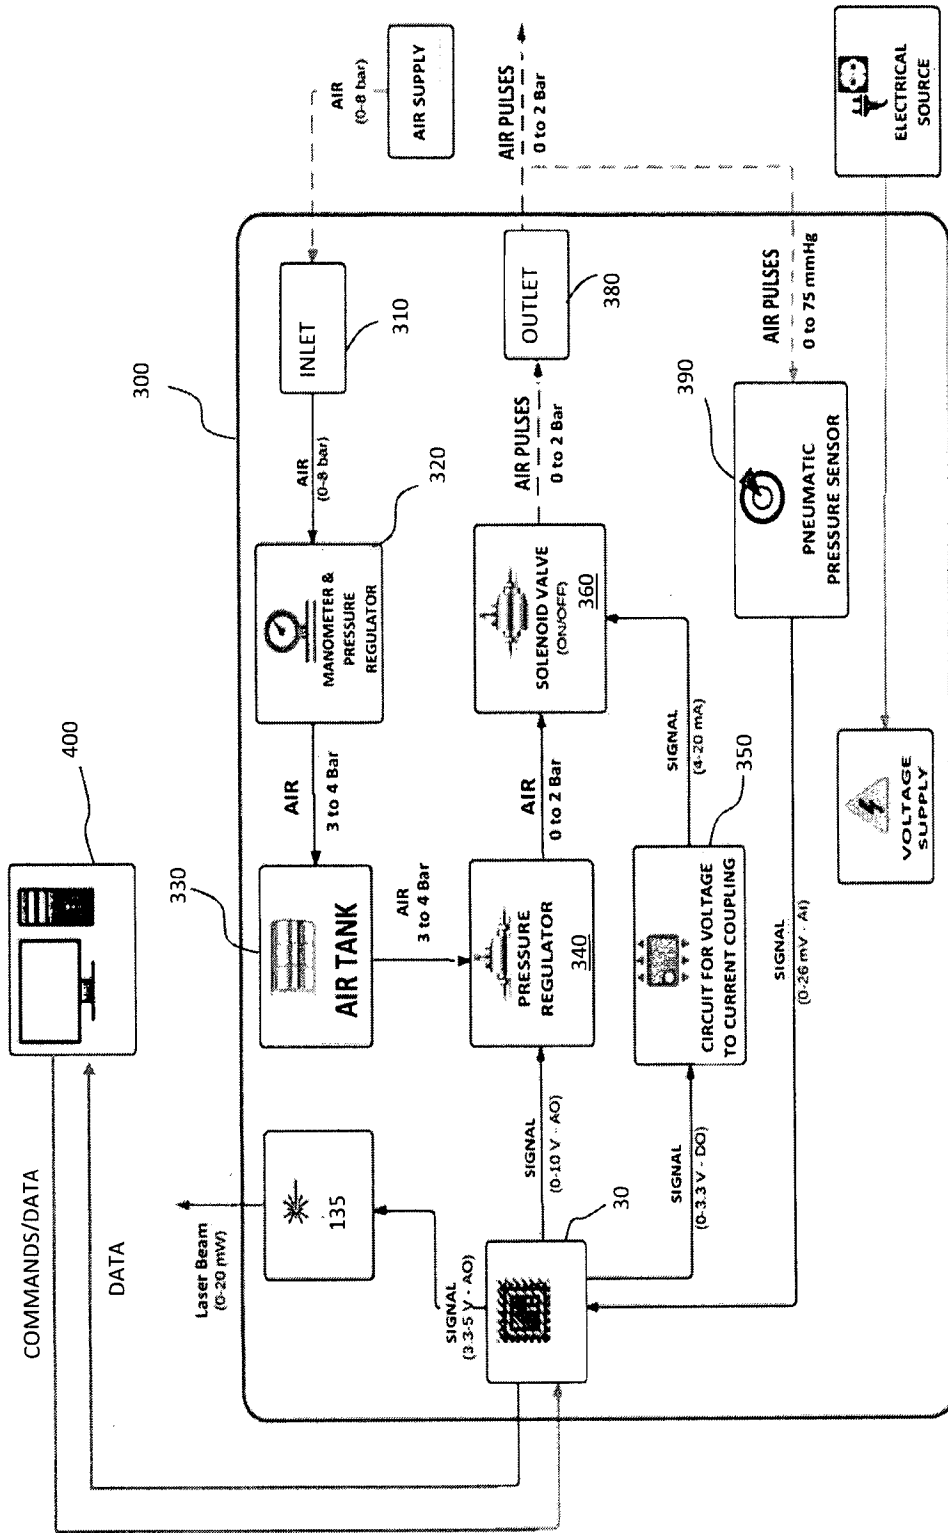 COMMANDS/DATA
DATA
400
300
AIR
(0-8 bar)
AIR SUPPLY
Laser Beam
(0-20 mW)
135
330
AIR TANK
AIR
3 to 4 Bar
MANOMETER &
PRESSURE
REGULATOR
320
AIR
(0-8 bar)
INLET
310
SIGNAL
(3.3-5 V - AO)
AIR
3 to 4 Bar
30
SIGNAL
(0-10 V - AO)
PRESSURE
REGULATOR
340
AIR
0 to 2 Bar
SOLENOID VALVE
(ON/OFF)
360
AIR PULSES
0 to 2 Bar
OUTLET
380
AIR PULSES
0 to 2 Bar
SIGNAL
(0-3.3 V - DO)
CIRCUIT FOR VOLTAGE
TO CURRENT COUPLING
350
SIGNAL
(4-20 mA)
SIGNAL
(0-26 mV - AI)
390
PNEUMATIC
PRESSURE SENSOR
AIR PULSES
0 to 75 mmHg
VOLTAGE
SUPPLY
ELECTRICAL
SOURCE